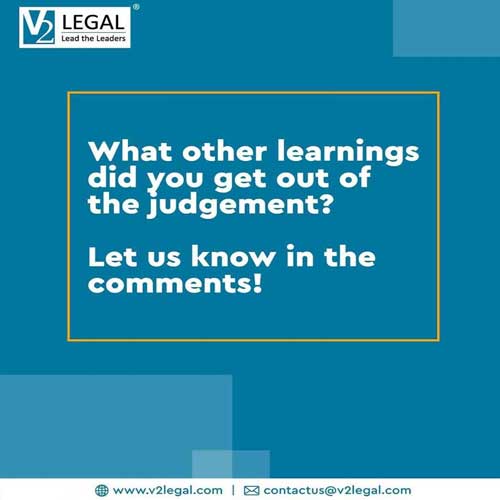 V2 LEGAL ®
Lead the Leaders
What other learnings
did you get out of
the judgement?
Let us know in the
comments!
www.v2legal.com | contactus@v2legal.com